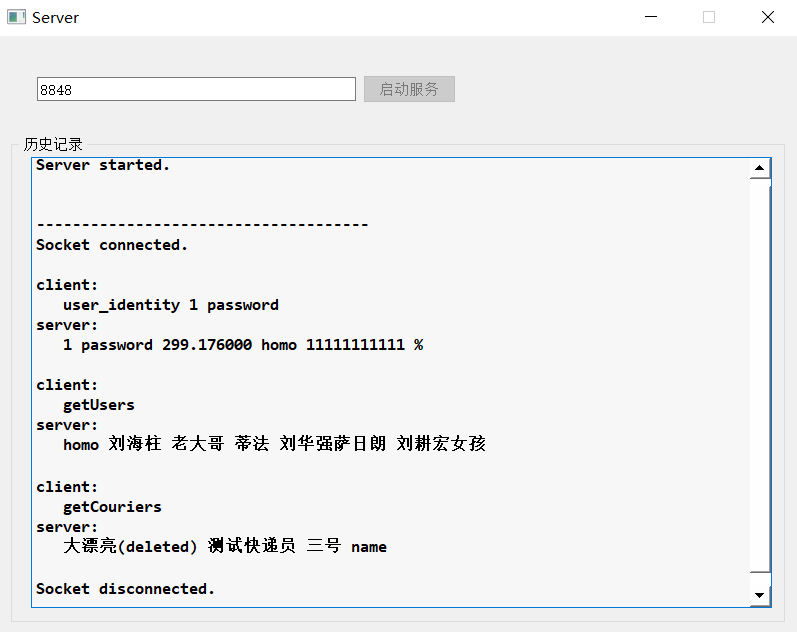 Server
8848
启动服务
历史记录
Server started.
-------------------------------------
Socket connected.
client:
user_identity 1 password
server:
1 password 299.176000 homo 11111111111 %
client:
getUsers
server:
homo 刘海柱 老大哥 蒂法 刘华强萨日朗 刘耕宏女孩
client:
getCouriers
server:
大漂亮(deleted) 测试快递员 三号 name
Socket disconnected.